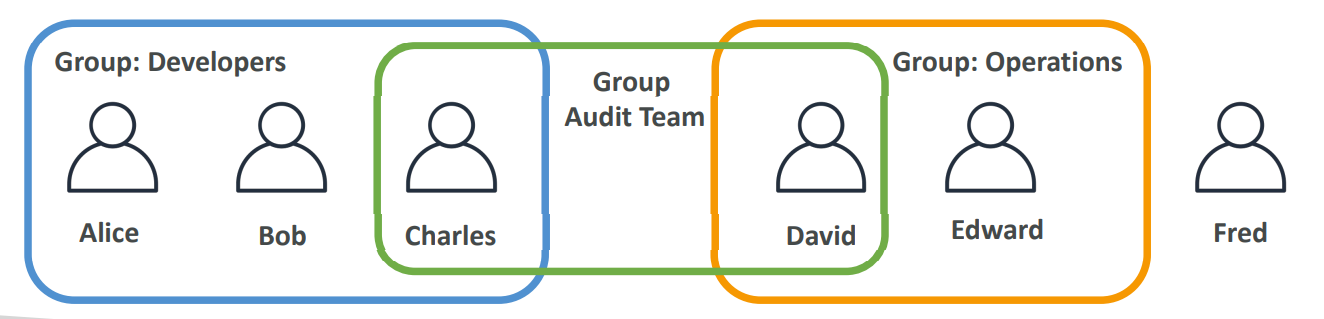 Group: Developers
Group
Audit Team
Group: Operations
Alice
Bob
Charles
David
Edward
Fred